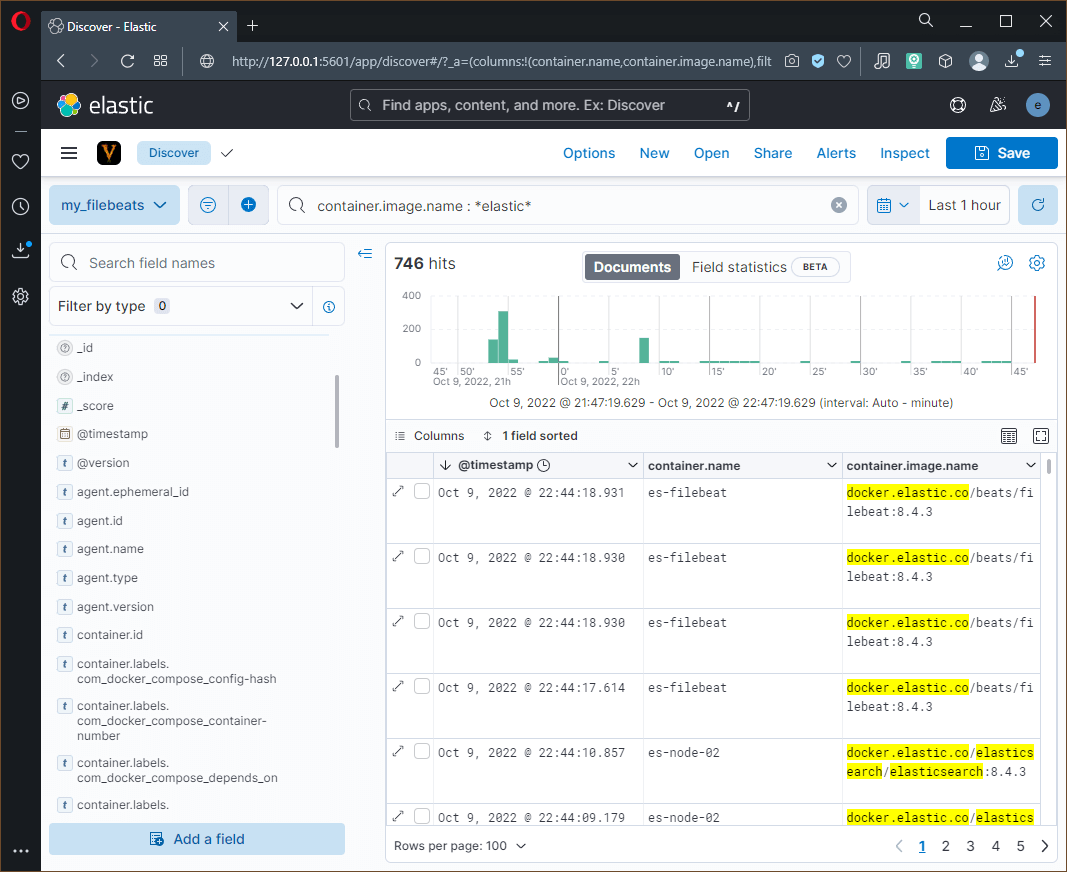 Discover - Elastic
http://127.0.0.1:5601/app/discover#/?_a=(columns:!(container.name,container.image.name),filt
elastic
Find apps, content, and more. Ex: Discover
^/
e
V
Discover
Options
New
Open
Share
Alerts
Inspect
Save
my_filebeats
container.image.name : *elastic*
Last 1 hour
Search field names
Filter by type 0
_id
_index
# _score
@timestamp
t @version
t agent.ephemeral_id
t agent.id
t agent.name
t agent.type
t agent.version
t container.id
t container.labels.
com_docker_compose_config-hash
t container.labels.
com_docker_compose_container-
number
t container.labels.
com_docker_compose_depends_on
t container.labels.
Add a field
746 hits
Documents
Field statistics BETA
400
200
0
45' 50' 55' 0' 5' 10' 15' 20' 25' 30' 35' 40' 45'
Oct 9, 2022, 21h Oct 9, 2022, 22h
Oct 9, 2022 @ 21:47:19.629 - Oct 9, 2022 @ 22:47:19.629 (interval: Auto - minute)
Columns 1 field sorted
@timestamp container.name container.image.name
Oct 9, 2022 @ 22:44:18.931 es-filebeat docker.elastic.co/beats/fi
lebeat:8.4.3
Oct 9, 2022 @ 22:44:18.930 es-filebeat docker.elastic.co/beats/fi
lebeat:8.4.3
Oct 9, 2022 @ 22:44:18.930 es-filebeat docker.elastic.co/beats/fi
lebeat:8.4.3
Oct 9, 2022 @ 22:44:17.614 es-filebeat docker.elastic.co/beats/fi
lebeat:8.4.3
Oct 9, 2022 @ 22:44:10.857 es-node-02 docker.elastic.co/elastics
earch/elasticsearch:8.4.3
Oct 9, 2022 @ 22:44:09.179 es-node-02 docker.elastic.co/elastics
Rows per page: 100
1 2 3 4 5